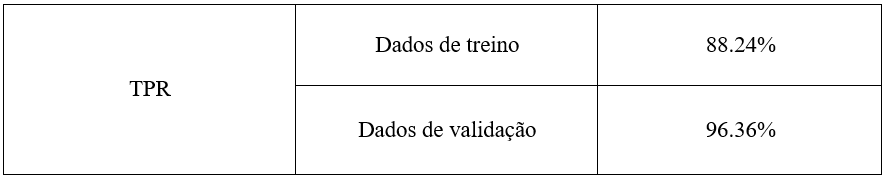 Dados de treino 88.24%
TPR
Dados de validação 96.36%